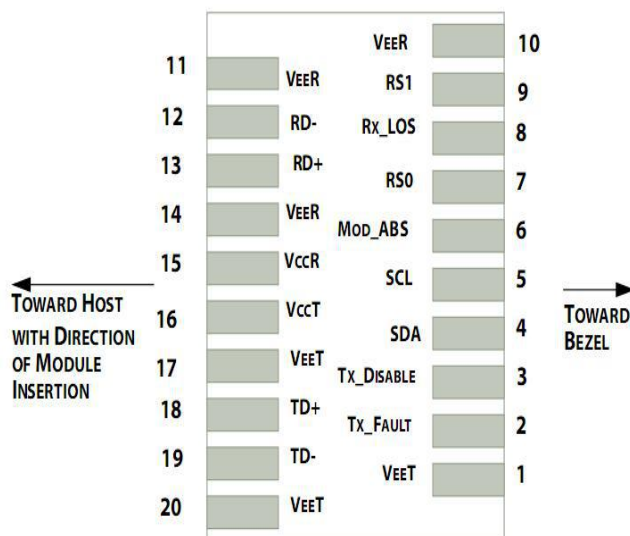 11 VEER
12 RD-
13 RD+
14 VEER
15 VCCR
16 VCCT
17 VEET
18 TD+
19 TD-
20 VEET
VEER 10
RS1 9
RX_LOS 8
RS0 7
MOD_ABS 6
SCL 5
SDA 4
TX_DISABLE 3
TX_FAULT 2
VEET 1
TOWARD HOST
WITH DIRECTION
OF MODULE
INSERTION
TOWARD
BEZEL